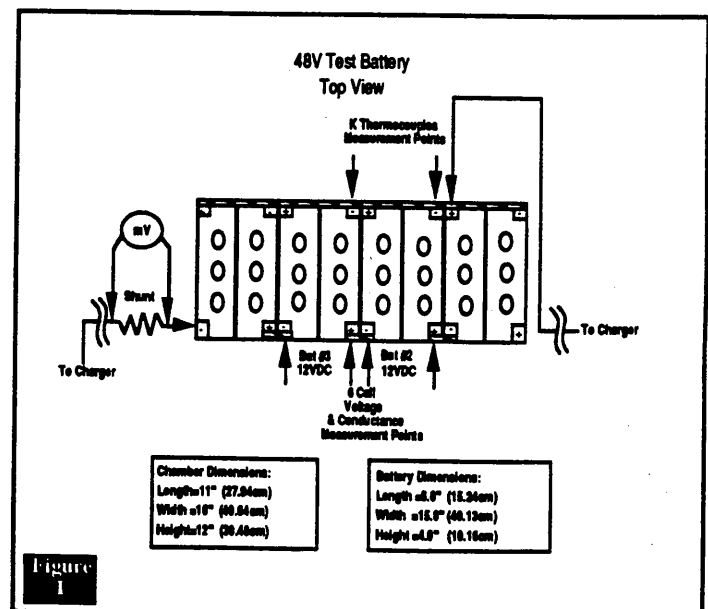 48V Test Battery
Top View
K Thermocouples
Measurement Points
mV
Shunt
To Charger
To Charger
- - + - + - + -
- + - + - + - +
Bat #3
12VDC
Bat #2
12VDC
6 Cell
Voltage
& Conductance
Measurement Points
Chamber Dimensions:
Length=11" (27.94cm)
Width =16" (40.64cm)
Height=12" (30.48cm)
Battery Dimensions:
Length =6.0" (15.24cm)
Width =15.8" (40.13cm)
Height =4.0" (10.16cm)
Figure
1